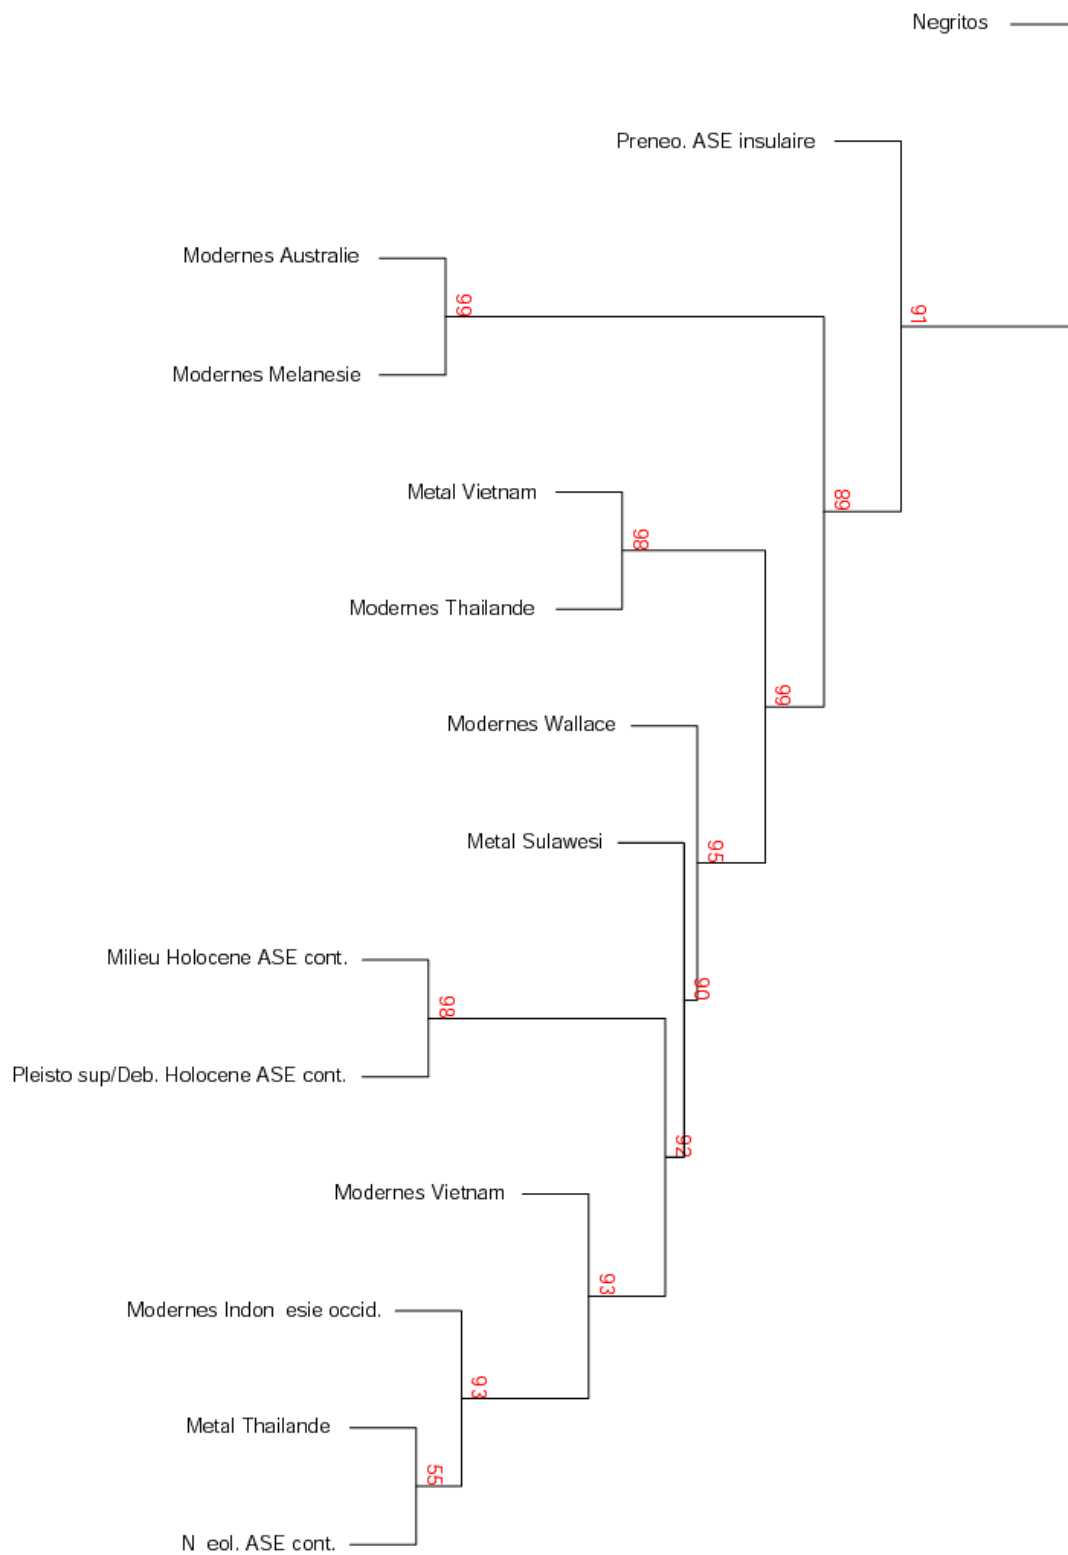 Negritos
Preneo. ASE insulaire
Modernes Australie
99
91
Modernes Melanesie
Metal Vietnam
89
98
Modernes Thailande
99
Modernes Wallace
Metal Sulawesi
95
Milieu Holocene ASE cont.
90
98
Pleisto sup/Deb. Holocene ASE cont.
92
Modernes Vietnam
93
Modernes Indon esie occid.
93
Metal Thailande
55
N eol. ASE cont.